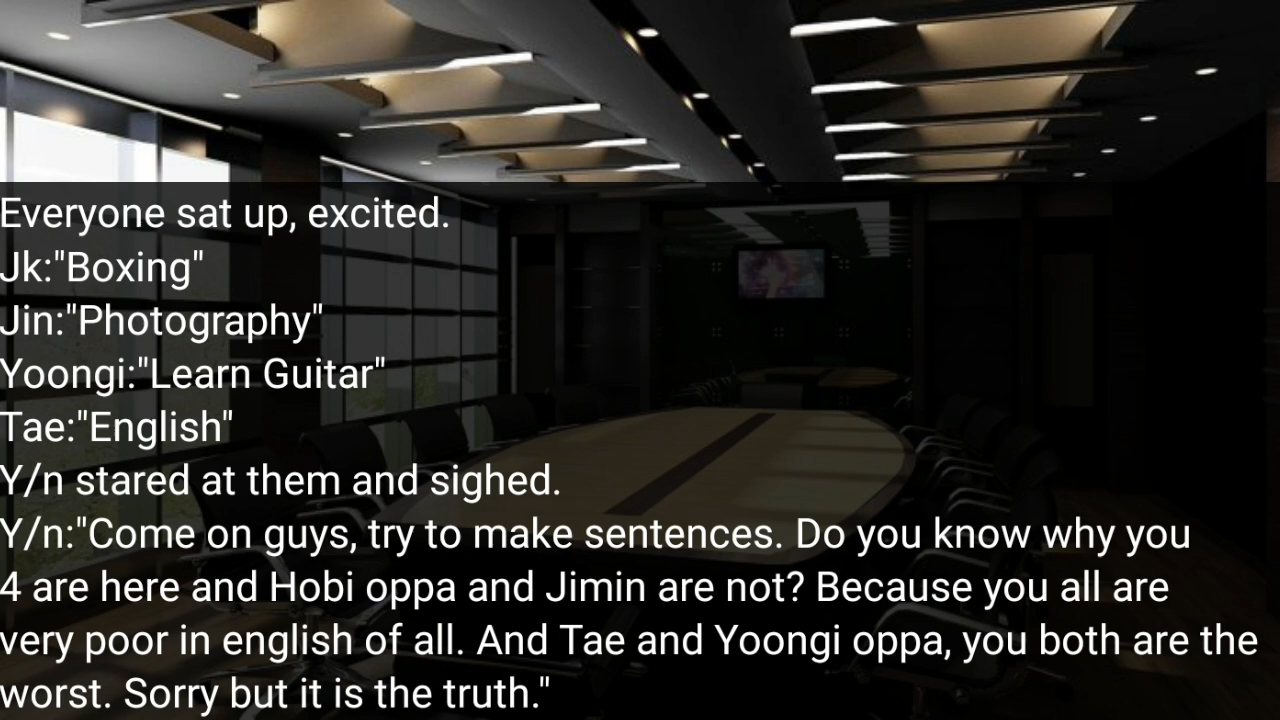 Everyone sat up, excited.
Jk:"Boxing"
Jin:"Photography"
Yoongi:"Learn Guitar"
Tae:"English"
Y/n stared at them and sighed.
Y/n:"Come on guys, try to make sentences. Do you know why you
4 are here and Hobi oppa and Jimin are not? Because you all are
very poor in english of all. And Tae and Yoongi oppa, you both are the
worst. Sorry but it is the truth."